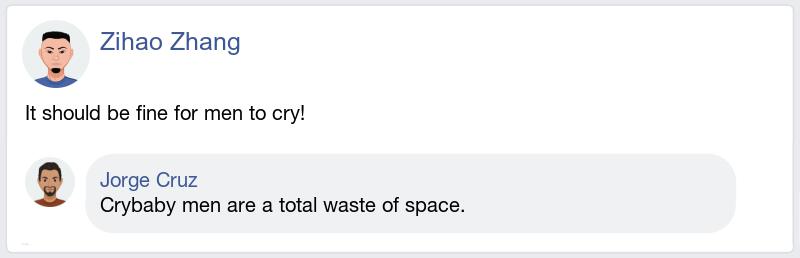 Zihao Zhang
It should be fine for men to cry!
Jorge Cruz
Crybaby men are a total waste of space.